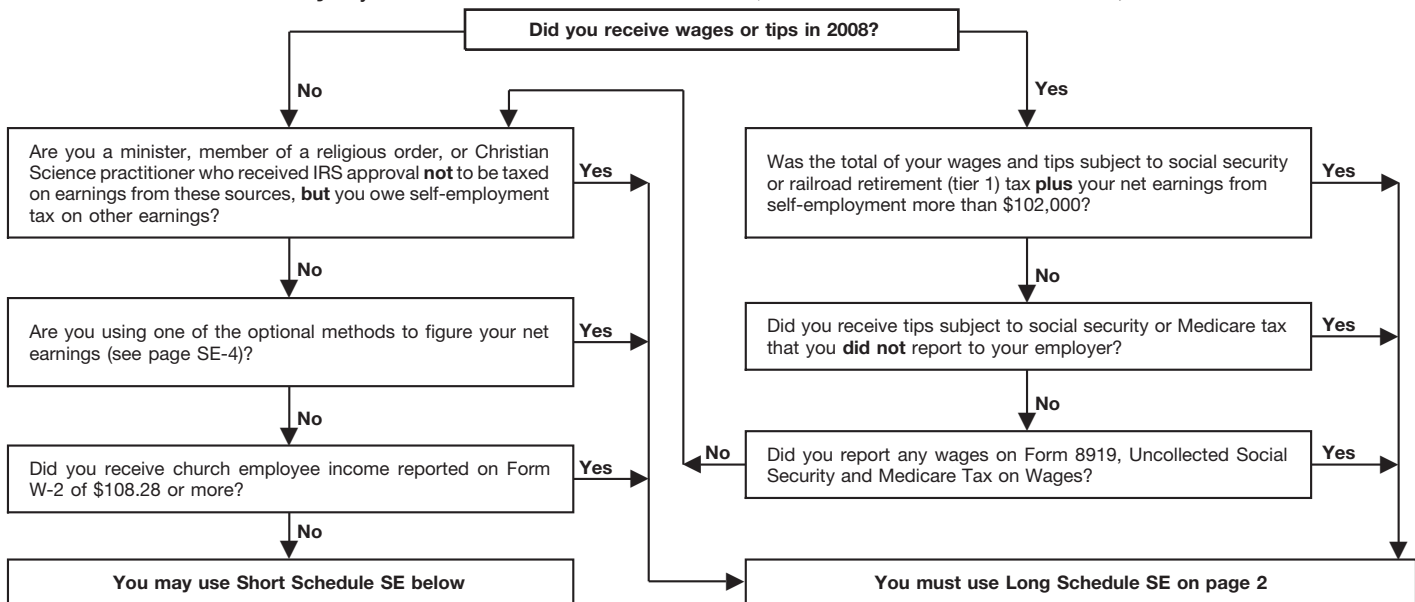 Did you receive wages or tips in 2008?
No
Yes
Are you a minister, member of a religious order, or Christian
Science practitioner who received IRS approval not to be taxed
on earnings from these sources, but you owe self-employment
tax on other earnings?
Yes
Was the total of your wages and tips subject to social security
or railroad retirement (tier 1) tax plus your net earnings from
self-employment more than $102,000?
Yes
No
No
Are you using one of the optional methods to figure your net
earnings (see page SE-4)?
Yes
Did you receive tips subject to social security or Medicare tax
that you did not report to your employer?
Yes
No
No
Did you receive church employee income reported on Form
W-2 of $108.28 or more?
Yes
No
Did you report any wages on Form 8919, Uncollected Social
Security and Medicare Tax on Wages?
Yes
No
You may use Short Schedule SE below
You must use Long Schedule SE on page 2